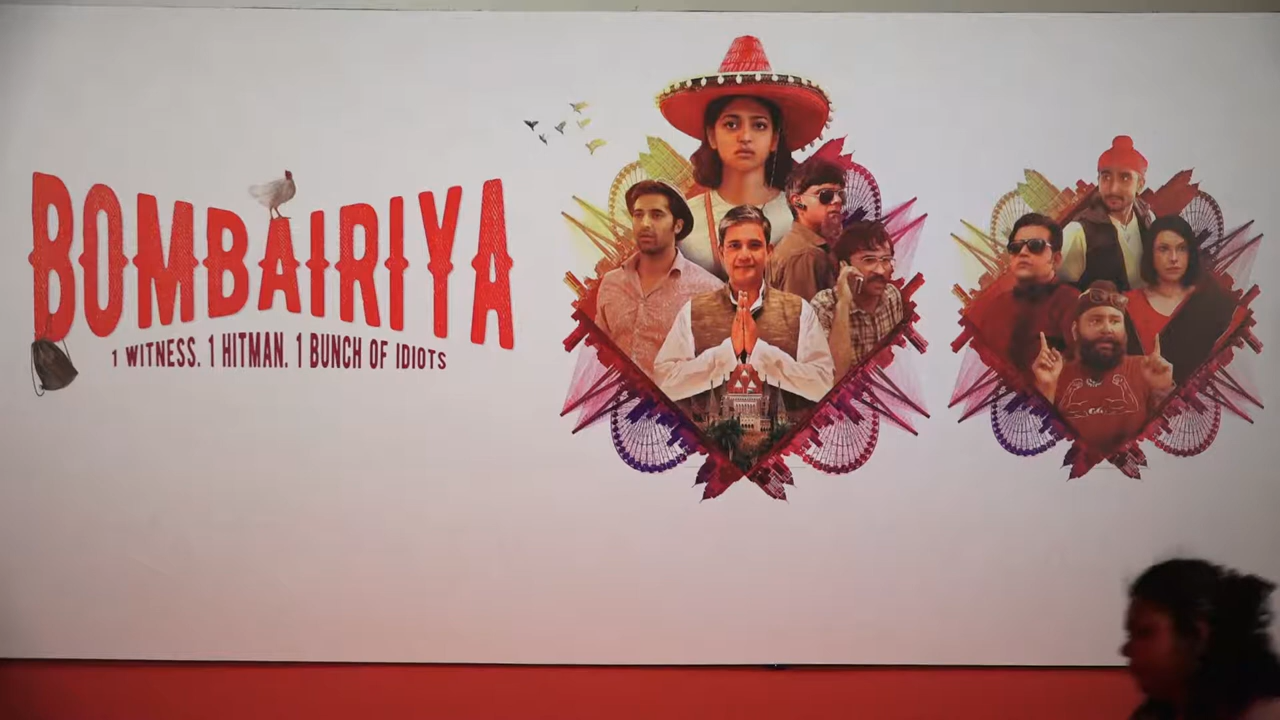 BOMBAIRIYA
1 WITNESS. 1 HITMAN. 1 BUNCH OF IDIOTS